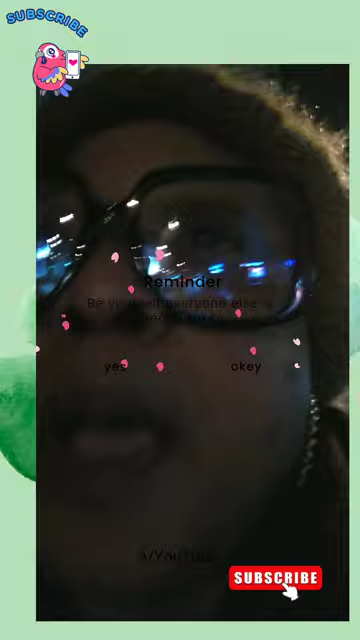 SUBSCRIBE
Reminder
Be yourself everyone else is
yes
okey
SUBSCRIBE